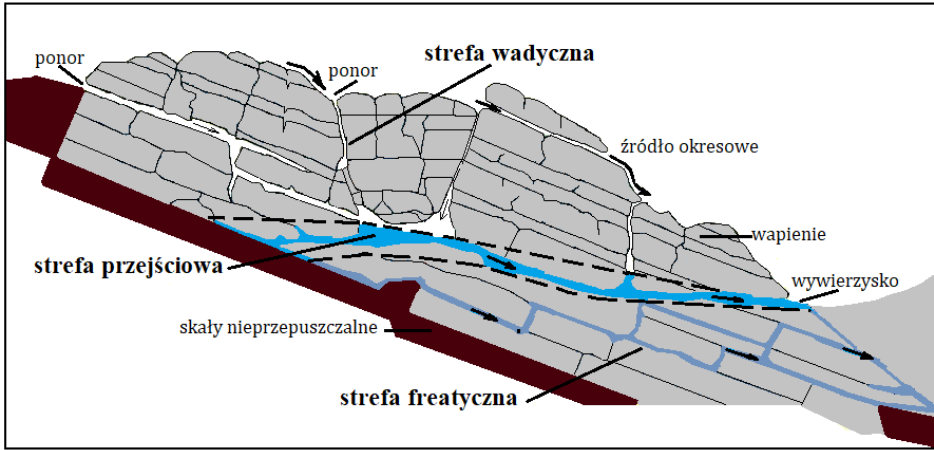 ponor
ponor
strefa wadyczna
źródło okresowe
wapienie
strefa przejściowa
wywierzysko
skały nieprzepuszczalne
strefa freatyczna